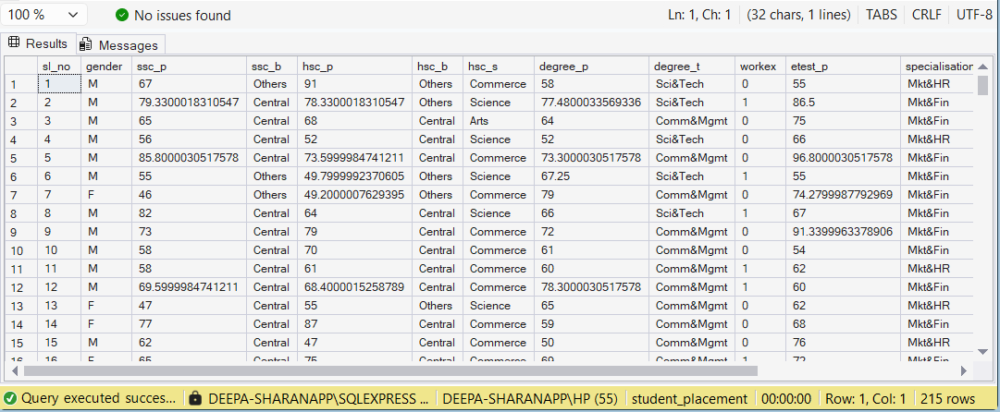 100 % No issues found Ln: 1, Ch: 1 (32 chars, 1 lines) TABS CRLF UTF-8
Results Messages
sl_no gender ssc_p ssc_b hsc_p hsc_b hsc_s degree_p degree_t workex etest_p specialisation
1 1 M 67 Others 91 Others Commerce 58 Sci&Tech 0 55 Mkt&HR
2 2 M 79.3300018310547 Central 78.3300018310547 Others Science 77.4800033569336 Sci&Tech 1 86.5 Mkt&Fin
3 3 M 65 Central 68 Central Arts 64 Comm&Mgmt 0 75 Mkt&Fin
4 4 M 56 Central 52 Central Science 52 Sci&Tech 0 66 Mkt&HR
5 5 M 85.8000030517578 Central 73.5999984741211 Central Commerce 73.3000030517578 Comm&Mgmt 0 96.8000030517578 Mkt&Fin
6 6 M 55 Others 49.7999992370605 Others Science 67.25 Sci&Tech 1 55 Mkt&Fin
7 7 F 46 Others 49.2000007629395 Others Commerce 79 Comm&Mgmt 0 74.2799987792969 Mkt&Fin
8 8 M 82 Central 64 Central Science 66 Sci&Tech 1 67 Mkt&Fin
9 9 M 73 Central 79 Central Commerce 72 Comm&Mgmt 0 91.3399963378906 Mkt&Fin
10 10 M 58 Central 70 Central Commerce 61 Comm&Mgmt 0 54 Mkt&Fin
11 11 M 58 Central 61 Central Commerce 60 Comm&Mgmt 1 62 Mkt&HR
12 12 M 69.5999984741211 Central 68.4000015258789 Central Commerce 78.3000030517578 Comm&Mgmt 1 60 Mkt&Fin
13 13 F 47 Central 55 Others Science 65 Comm&Mgmt 0 62 Mkt&HR
14 14 F 77 Central 87 Central Commerce 59 Comm&Mgmt 0 68 Mkt&Fin
15 15 M 62 Central 47 Central Commerce 50 Comm&Mgmt 0 76 Mkt&HR
16 16 F 65 Central 75 Central Commerce 69 Comm&Mgmt 1 72 Mkt&Fin
Query executed succes... DEEPA-SHARANAPP\SQLEXPRESS ... DEEPA-SHARANAPP\HP (55) student_placement 00:00:00 Row: 1, Col: 1 215 rows